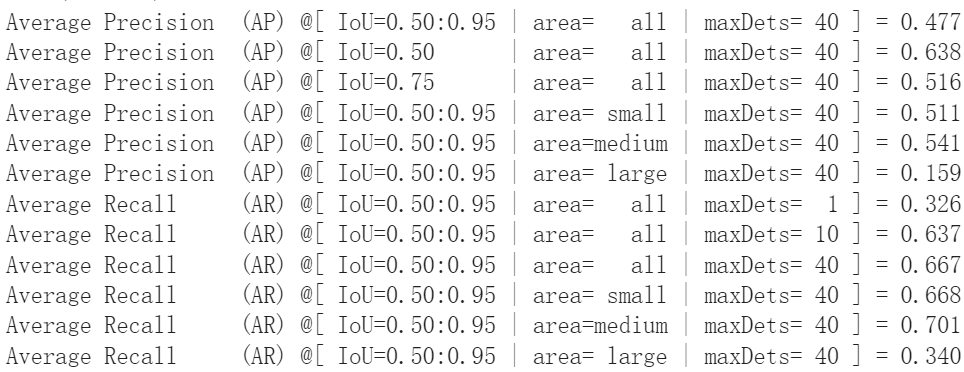 Average Precision  (AP) @[ IoU=0.50:0.95 | area=   all | maxDets= 40 ] = 0.477
Average Precision  (AP) @[ IoU=0.50      | area=   all | maxDets= 40 ] = 0.638
Average Precision  (AP) @[ IoU=0.75      | area=   all | maxDets= 40 ] = 0.516
Average Precision  (AP) @[ IoU=0.50:0.95 | area= small | maxDets= 40 ] = 0.511
Average Precision  (AP) @[ IoU=0.50:0.95 | area=medium | maxDets= 40 ] = 0.541
Average Precision  (AP) @[ IoU=0.50:0.95 | area= large | maxDets= 40 ] = 0.159
Average Recall     (AR) @[ IoU=0.50:0.95 | area=   all | maxDets=  1 ] = 0.326
Average Recall     (AR) @[ IoU=0.50:0.95 | area=   all | maxDets= 10 ] = 0.637
Average Recall     (AR) @[ IoU=0.50:0.95 | area=   all | maxDets= 40 ] = 0.667
Average Recall     (AR) @[ IoU=0.50:0.95 | area= small | maxDets= 40 ] = 0.668
Average Recall     (AR) @[ IoU=0.50:0.95 | area=medium | maxDets= 40 ] = 0.701
Average Recall     (AR) @[ IoU=0.50:0.95 | area= large | maxDets= 40 ] = 0.340